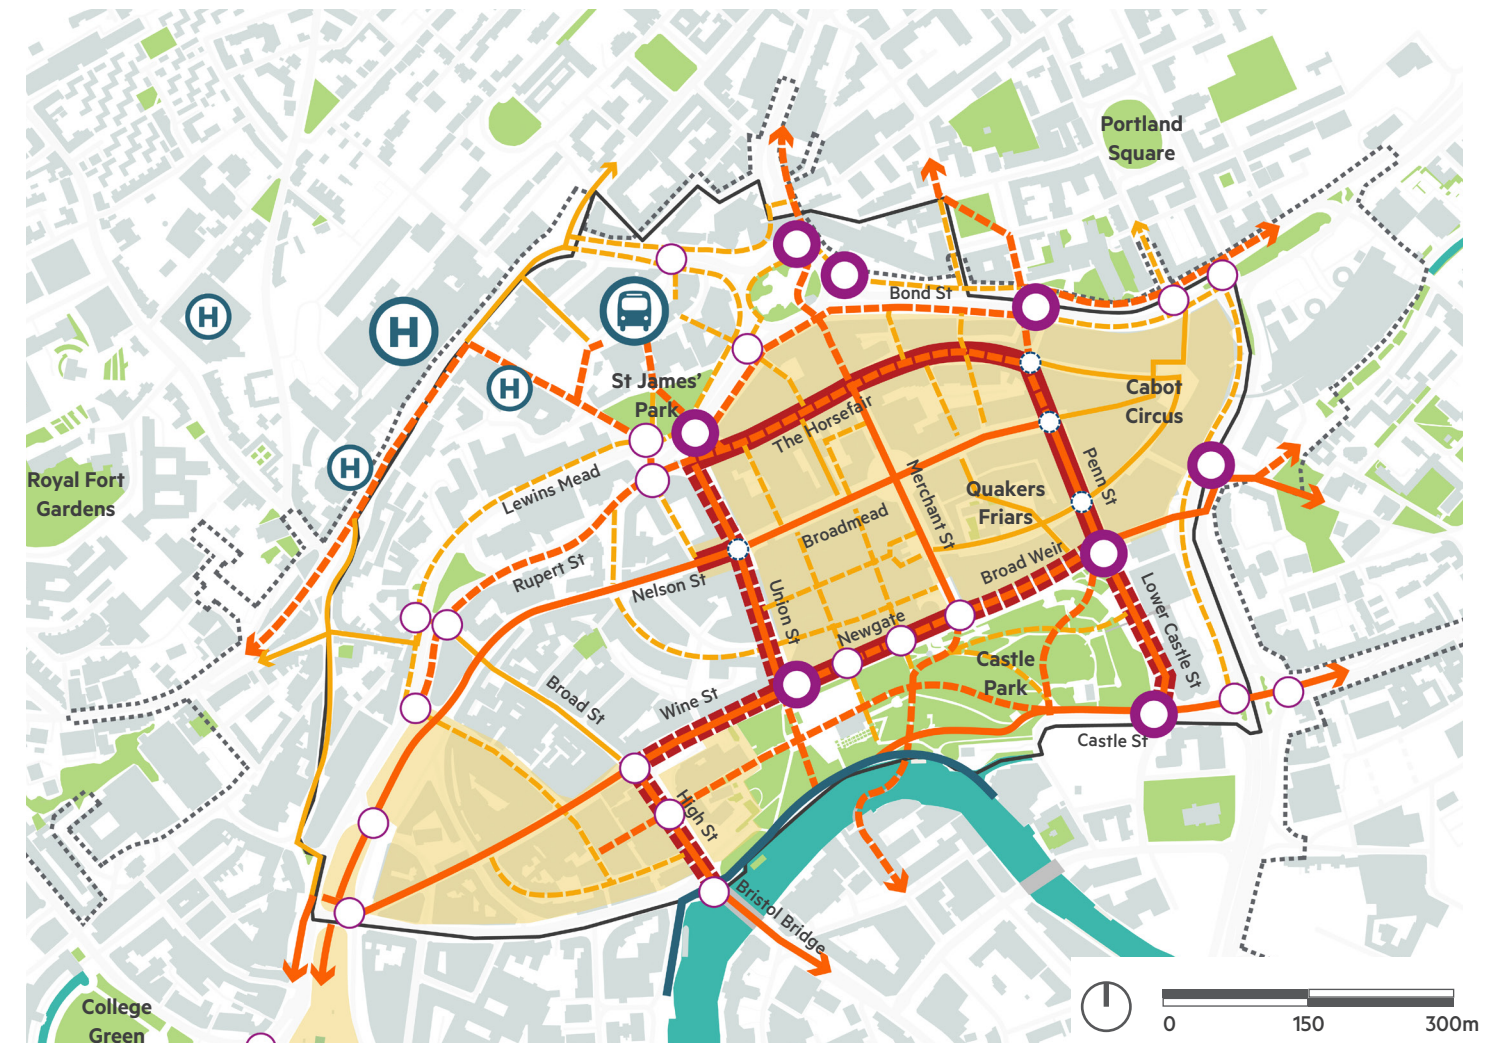 Portland
Square
Bond St
H
H
St James'
Park
H
Cabot
Circus
The Horsefair
H
Royal Fort
Gardens
Lewins Mead
Merchant St
Penn St
Quakers
Friars
Broadmead
Rupert St
Nelson St
Broad Weir
Union St
Newgate
Lower Castle St
Castle
Park
Broad St
Wine St
Castle St
High St
Bristol Bridge
College
Green
0 150 300m